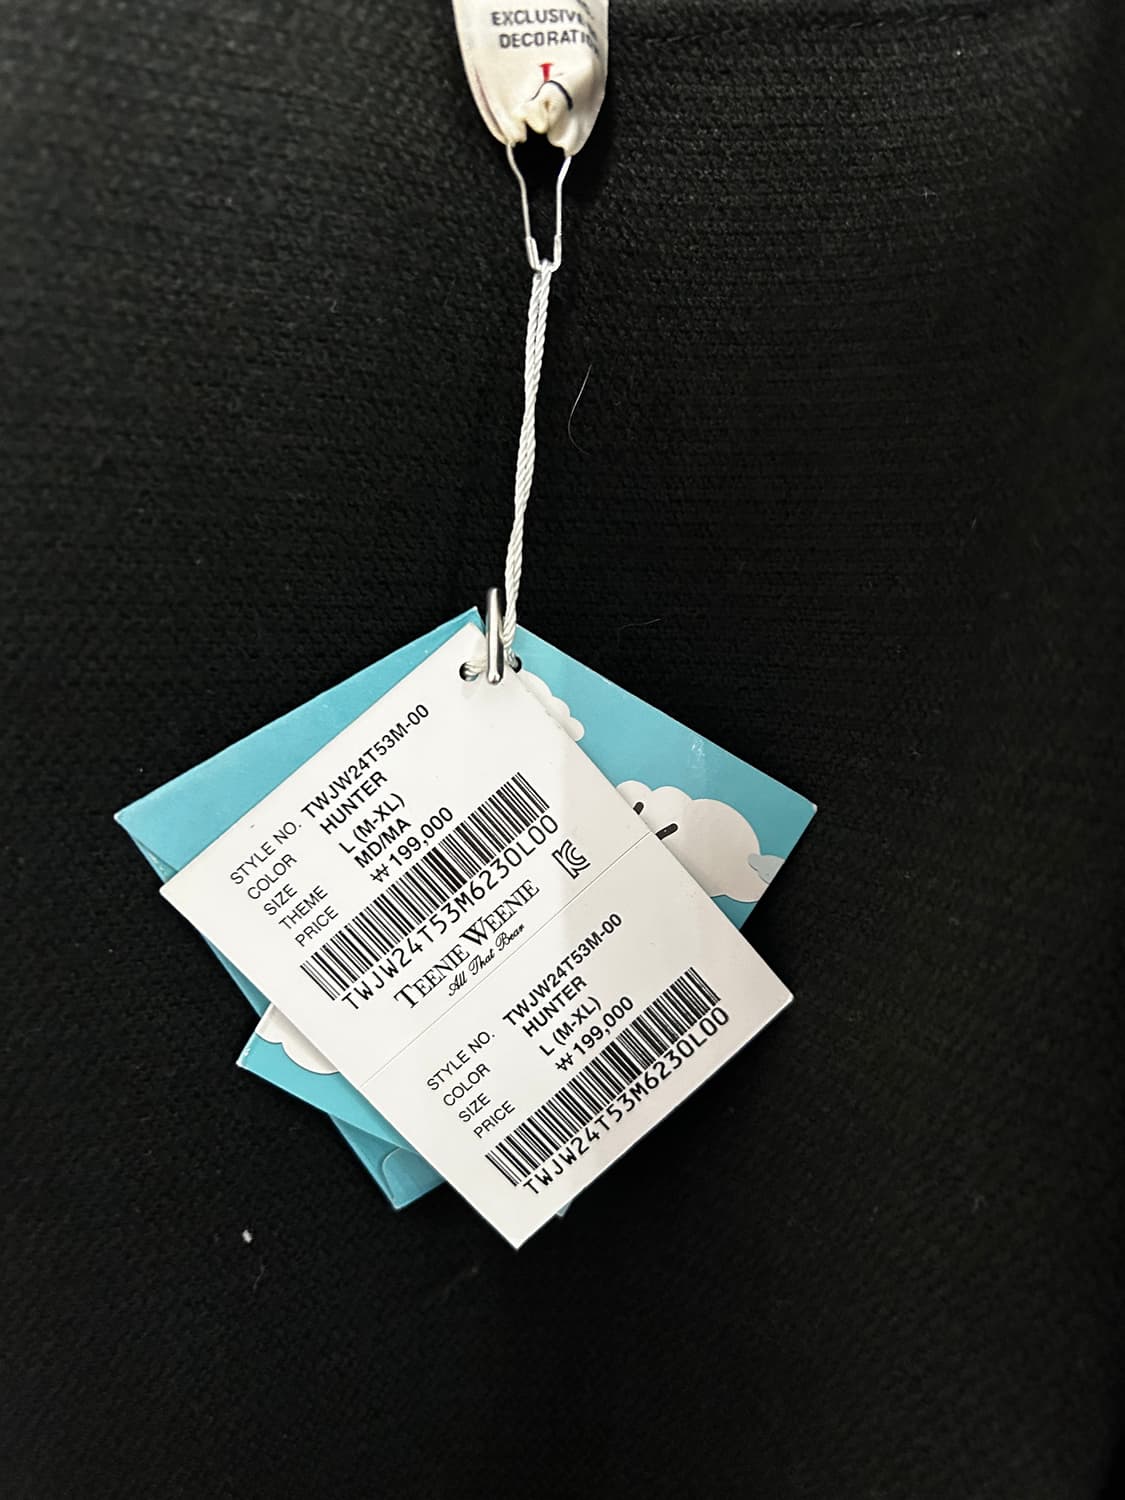 EXCLUSIVE
STYLE NO. TWJW24T53M-00
COLOR HUNTER
SIZE L (M-XL)
THEME MD/MA
PRICE ₩ 199,000
TWJW24T53M6230L00
TEENIE WEENIE
All That Bear
STYLE NO. TWJW24T53M-00
COLOR HUNTER
SIZE L (M-XL)
PRICE ₩ 199,000
TWJW24T53M6230L00